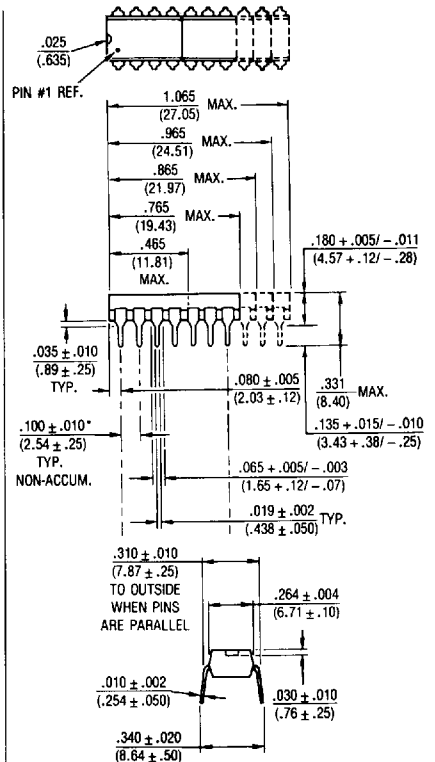 .025
(.635)
PIN #1 REF.
1.065
(27.05)
MAX.
.965
(24.51)
MAX.
.865
(21.97)
MAX.
.765
(19.43)
MAX.
.465
(11.81)
MAX.
.180 + .005/ − .011
(4.57 + .12/ − .28)
.035 ± .010
(.89 ± .25)
TYP.
.080 ± .005
(2.03 ± .12)
.331
(8.40)
MAX.
.100 ± .010*
(2.54 ± .25)
TYP.
NON-ACCUM.
.135 + .015/ − .010
(3.43 + .38/ − .25)
.065 + .005/ − .003
(1.65 + .12/ − .07)
.019 ± .002
(.438 ± .050)
TYP.
.310 ± .010
(7.87 ± .25)
TO OUTSIDE
WHEN PINS
ARE PARALLEL
.264 ± .004
(6.71 ± .10)
.010 ± .002
(.254 ± .050)
.030 ± .010
(.76 ± .25)
.340 ± .020
(8.64 ± .50)